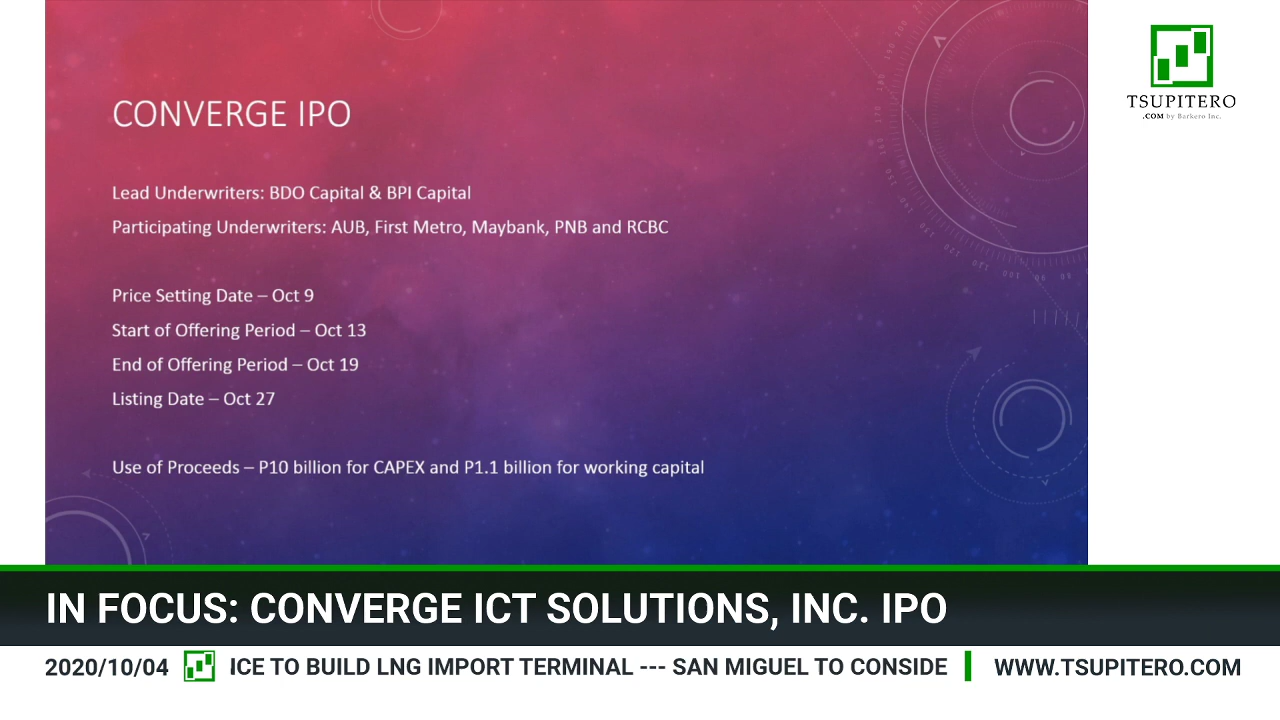 CONVERGE IPO
Lead Underwriters: BDO Capital & BPI Capital
Participating Underwriters: AUB, First Metro, Maybank, PNB and RCBC
Price Setting Date – Oct 9
Start of Offering Period – Oct 13
End of Offering Period – Oct 19
Listing Date – Oct 27
Use of Proceeds – P10 billion for CAPEX and P1.1 billion for working capital
TSUPITERO
.COM by Barkero Inc.
IN FOCUS: CONVERGE ICT SOLUTIONS, INC. IPO
2020/10/04 ICE TO BUILD LNG IMPORT TERMINAL --- SAN MIGUEL TO CONSIDE WWW.TSUPITERO.COM